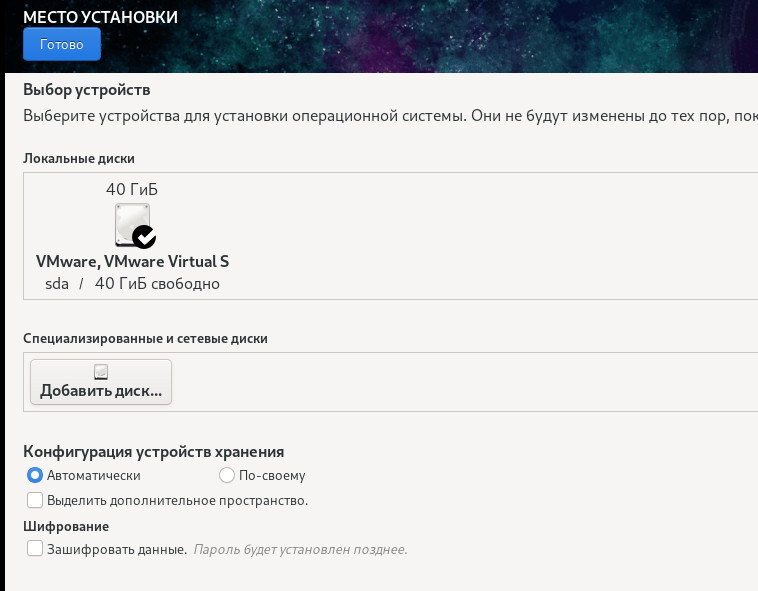 МЕСТО УСТАНОВКИ
Готово
Выбор устройств
Выберите устройства для установки операционной системы. Они не будут изменены до тех пор, пок
Локальные диски
40 ГиБ
VMware, VMware Virtual S
sda / 40 ГиБ свободно
Специализированные и сетевые диски
Добавить диск...
Конфигурация устройств хранения
Автоматически По-своему
Выделить дополнительное пространство.
Шифрование
Зашифровать данные. Пароль будет установлен позднее.